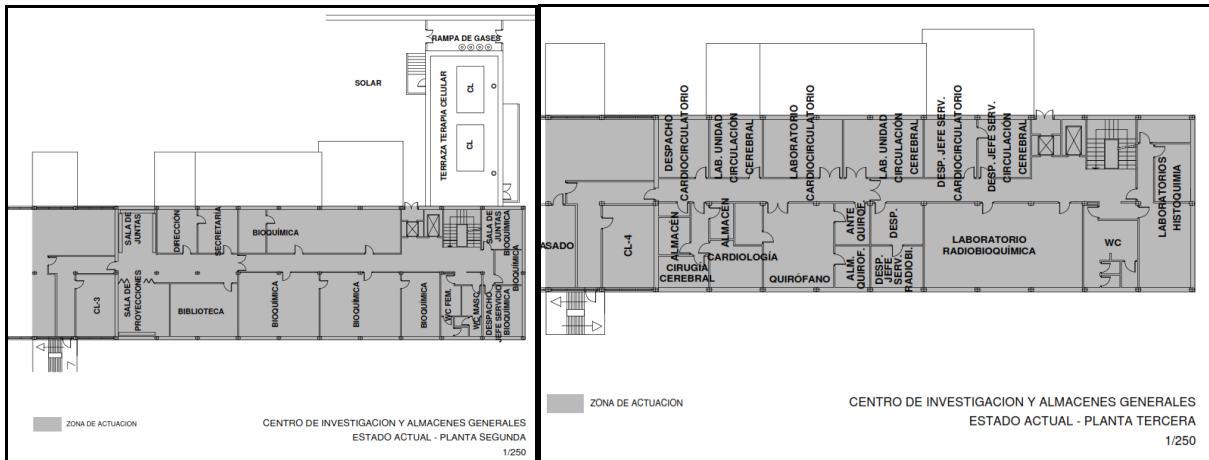 RAMPA DE GASES
SOLAR
TERRAZA TERAPIA CELULAR
CL
CL
SALA DE
JUNTAS
DIRECCIÓN
SECRETARÍA
BIOQUÍMICA
SALA DE
JUNTAS
BIOQUÍMICA
BIOQUÍMICA
CL-3
SALA DE
PROYECCIONES
BIBLIOTECA
BIOQUÍMICA
BIOQUÍMICA
BIOQUÍMICA
WC FEM.
WC MASC.
DESPACHO
JEFE SERVICIO
BIOQUÍMICA
ZONA DE ACTUACION
CENTRO DE INVESTIGACION Y ALMACENES GENERALES
ESTADO ACTUAL - PLANTA SEGUNDA
1/250
DESPACHO
CARDIOCIRCULATORIO
LAB. UNIDAD
CIRCULACIÓN
CEREBRAL
LABORATORIO
CARDIOCIRCULATORIO
LAB. UNIDAD
CIRCULACIÓN
CEREBRAL
DESP. JEFE SERV.
CARDIOCIRCULATORIO
DESP. JEFE SERV.
CIRCULACIÓN
CEREBRAL
LABORATORIOS
HISTOQUIMIA
ASADO
CL-4
ALMACÉN
CIRUGÍA
CEREBRAL
ALMACÉN
CARDIOLOGÍA
QUIRÓFANO
ANTE
QUIROF.
ALM.
QUIROF.
DESP.
DESP.
JEFE
SERV.
RADIOBI.
LABORATORIO
RADIOBIOQUÍMICA
WC
ZONA DE ACTUACION
CENTRO DE INVESTIGACION Y ALMACENES GENERALES
ESTADO ACTUAL - PLANTA TERCERA
1/250